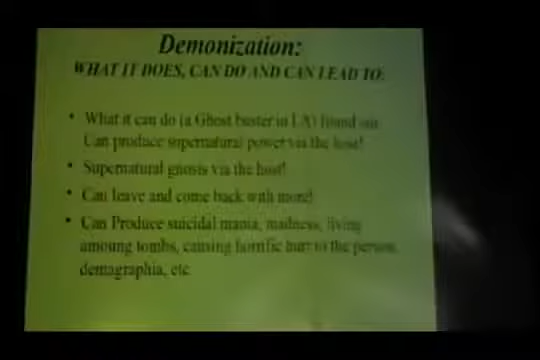 Demonization:
WHAT IT DOES, CAN DO AND CAN LEAD TO:
• What it can do (a Ghost buster in LA) found out
Can produce supernatural power via the host!
• Supernatural gnosis via the host!
• Can leave and come back with more!
• Can Produce suicidal mania, madness, living
amoung tombs, causing horrific hurt to the person,
demagraphia, etc